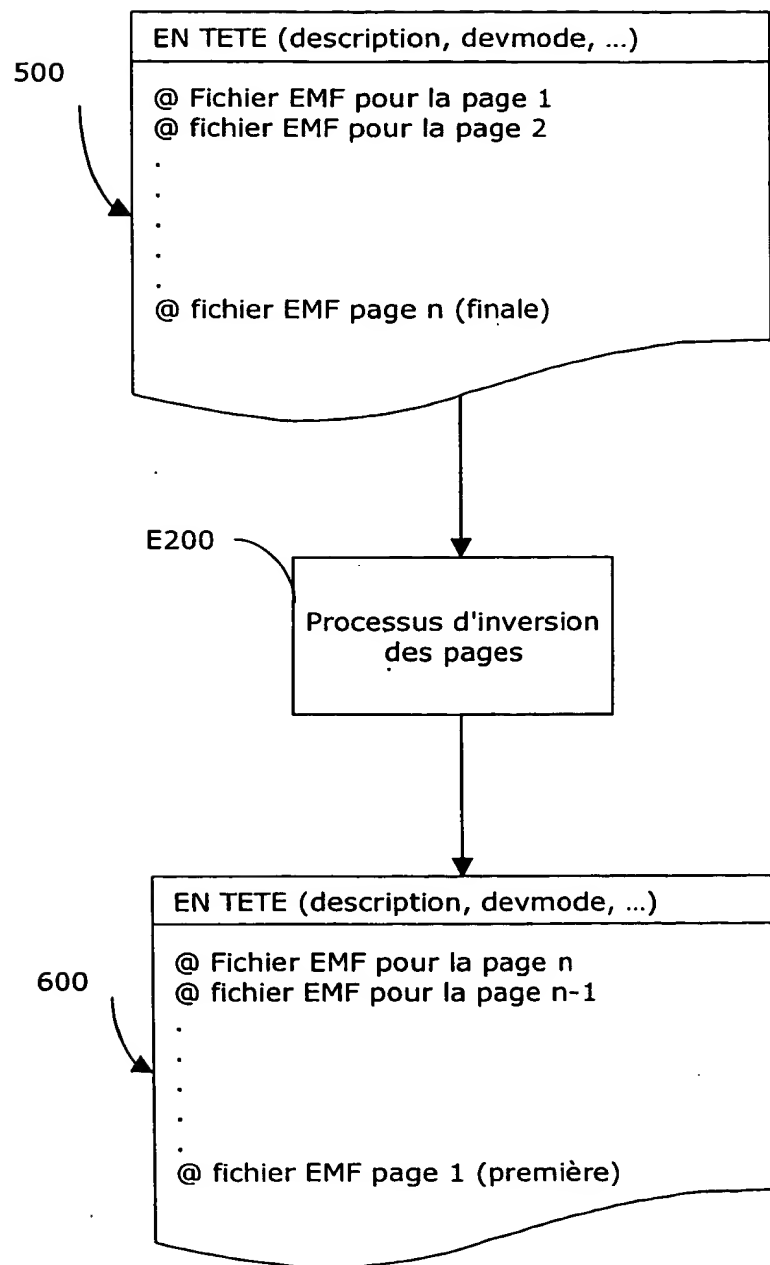 EN TETE (description, devmode, ...)
500
@ Fichier EMF pour la page 1
@ fichier EMF pour la page 2
.
.
.
.
.
@ fichier EMF page n (finale)
E200
Processus d'inversion
des pages
EN TETE (description, devmode, ...)
@ Fichier EMF pour la page n
600
@ fichier EMF pour la page n-1
.
.
.
.
.
@ fichier EMF page 1 (première)